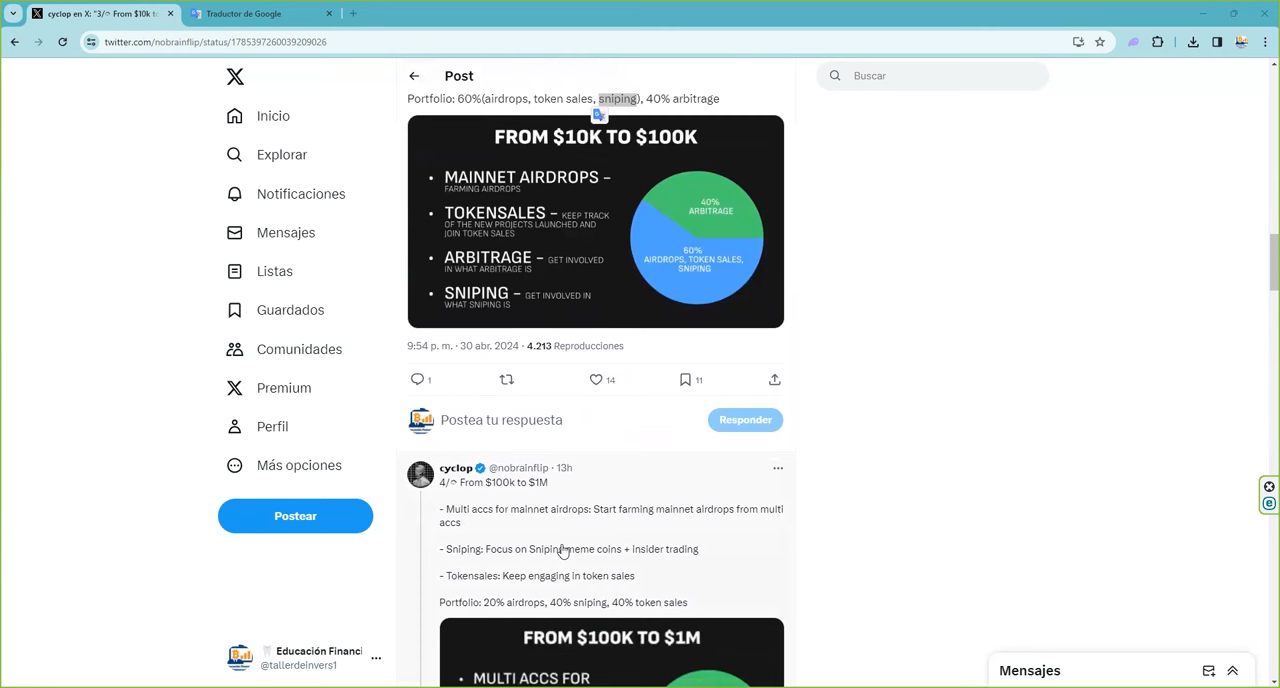 cyclop en X: "3/ From $10k to
Traductor de Google
twitter.com/nobrainflip/status/1785397260039209026
Post
Buscar
Portfolio: 60%(airdrops, token sales, sniping), 40% arbitrage
FROM $10K TO $100K
• MAINNET AIRDROPS –
FARMING AIRDROPS
• TOKENSALES – KEEP TRACK
OF THE NEW PROJECTS LAUNCHED AND
JOIN TOKEN SALES
• ARBITRAGE – GET INVOLVED
IN WHAT ARBITRAGE IS
• SNIPING – GET INVOLVED IN
WHAT SNIPING IS
40%
ARBITRAGE
60%
AIRDROPS, TOKEN SALES,
SNIPING
Inicio
Explorar
Notificaciones
Mensajes
Listas
Guardados
Comunidades
Premium
Perfil
Más opciones
Postear
Educación Financi
@tallerdeinvers1
9:54 p. m. · 30 abr. 2024 · 4.213 Reproducciones
1
14
11
Postea tu respuesta
Responder
cyclop @nobrainflip · 13h
4/ From $100k to $1M
- Multi accs for mainnet airdrops: Start farming mainnet airdrops from multi
accs
- Sniping: Focus on Sniping meme coins + insider trading
- Tokensales: Keep engaging in token sales
Portfolio: 20% airdrops, 40% sniping, 40% token sales
FROM $100K TO $1M
• MULTI ACCS FOR
Mensajes